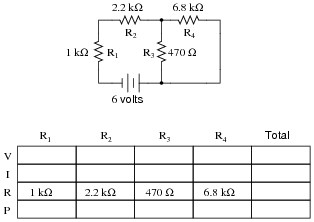 2.2 kΩ 6.8 kΩ
R₂ R₄
1 kΩ R₁ R₃ 470 Ω
6 volts
R₁ R₂ R₃ R₄ Total
V
I
R 1 kΩ 2.2 kΩ 470 Ω 6.8 kΩ
P